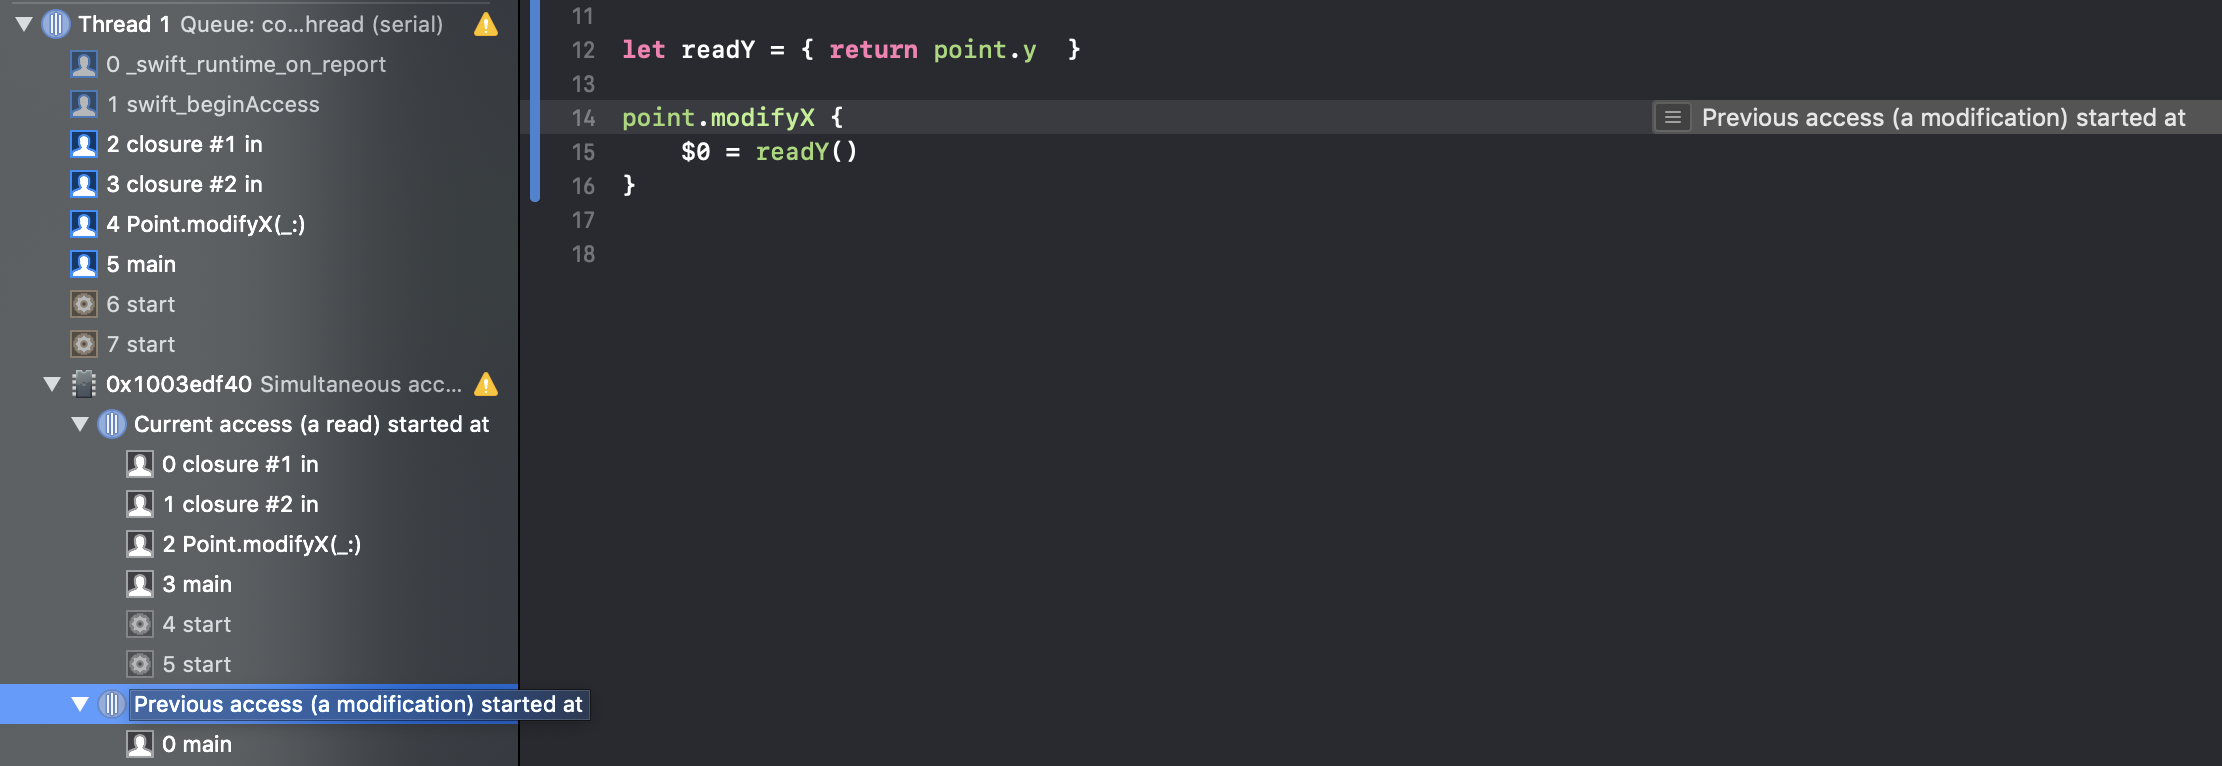 Thread 1 Queue: co...hread (serial)
0 _swift_runtime_on_report
1 swift_beginAccess
2 closure #1 in
3 closure #2 in
4 Point.modifyX(_:)
5 main
6 start
7 start
0x1003edf40 Simultaneous acc...
Current access (a read) started at
0 closure #1 in
1 closure #2 in
2 Point.modifyX(_:)
3 main
4 start
5 start
Previous access (a modification) started at
0 main
11
12 let readY = { return point.y  }
13
14 point.modifyX {
Previous access (a modification) started at
15     $0 = readY()
16 }
17
18